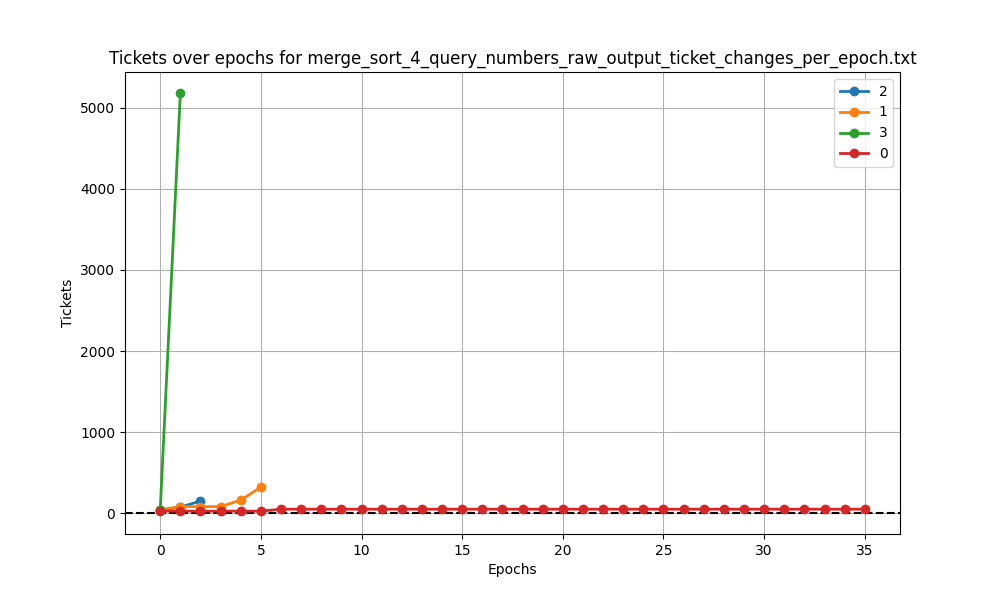 Tickets over epochs for merge_sort_4_query_numbers_raw_output_ticket_changes_per_epoch.txt
2
1
3
0
5000
4000
3000
2000
1000
0
Tickets
0 5 10 15 20 25 30 35
Epochs